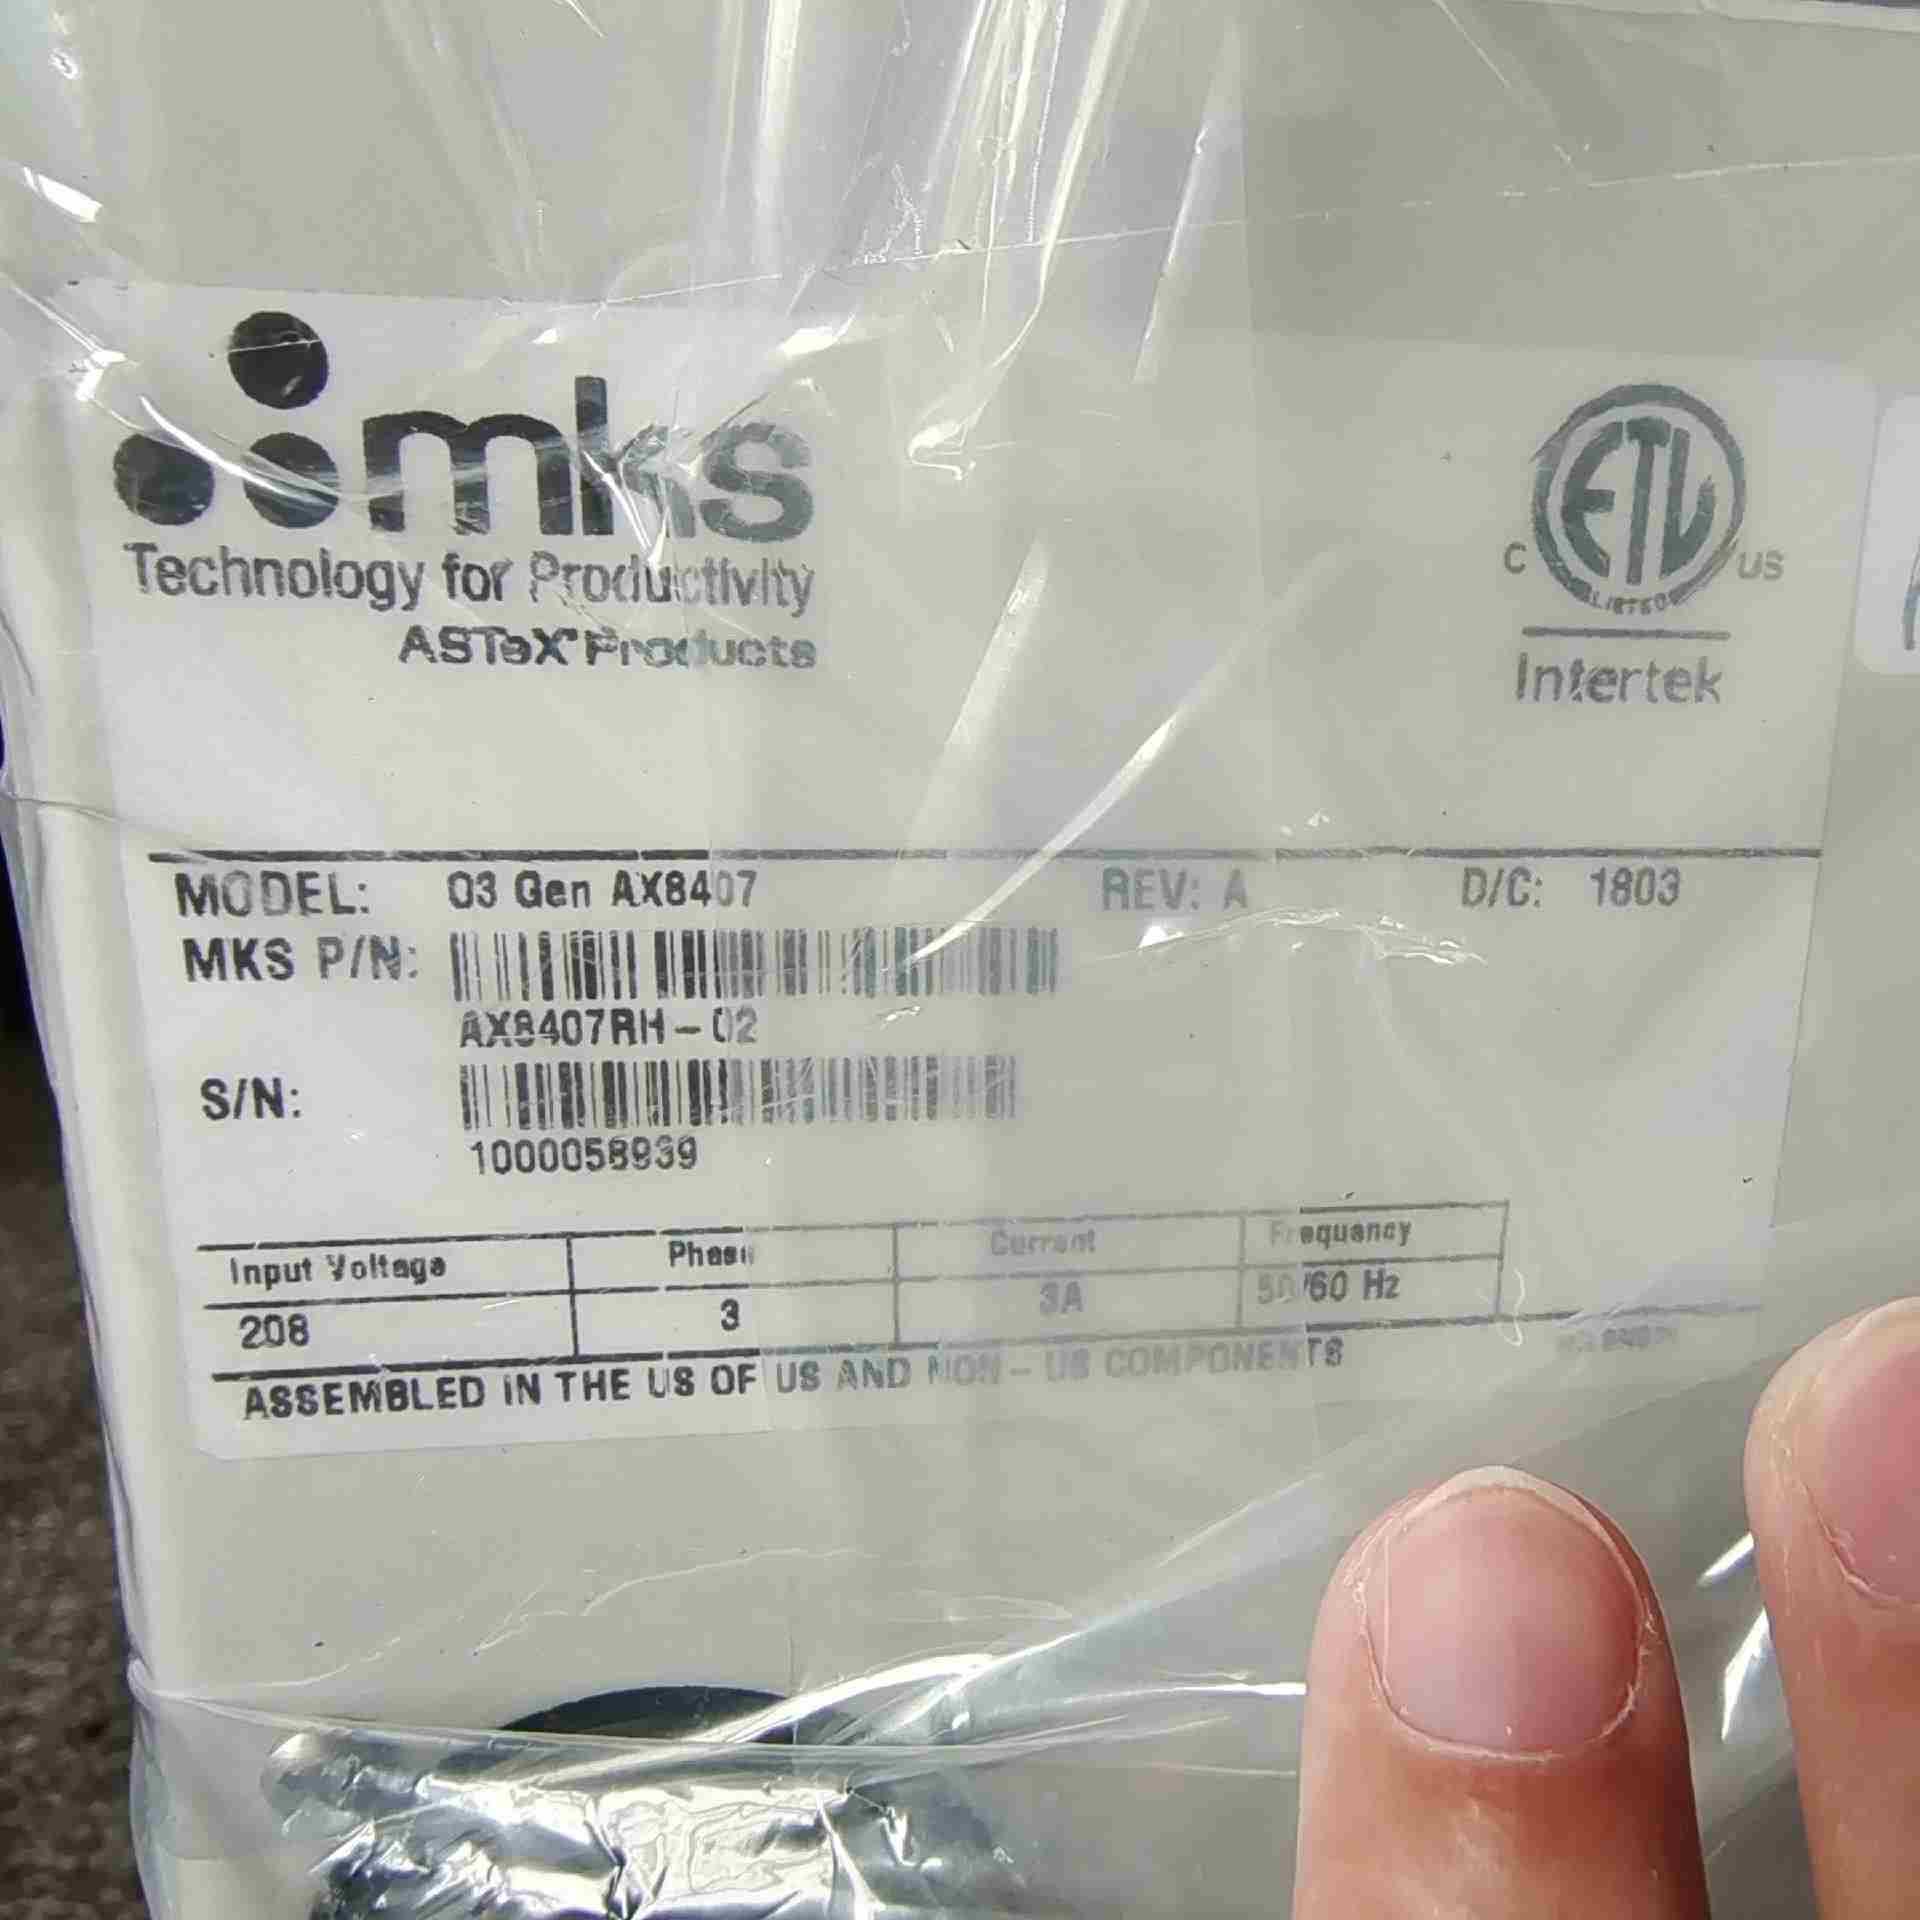 mks
Technology for Productivity
ASTeX® Products
C ETL US
LISTED
Intertek
MODEL: O3 Gen AX8407 REV: A D/C: 1803
MKS P/N:
AX8407RH-02
S/N:
1000058939
Input Voltage Phase Current Frequency
208 3 3A 50/60 Hz
ASSEMBLED IN THE US OF US AND NON-US COMPONENTS